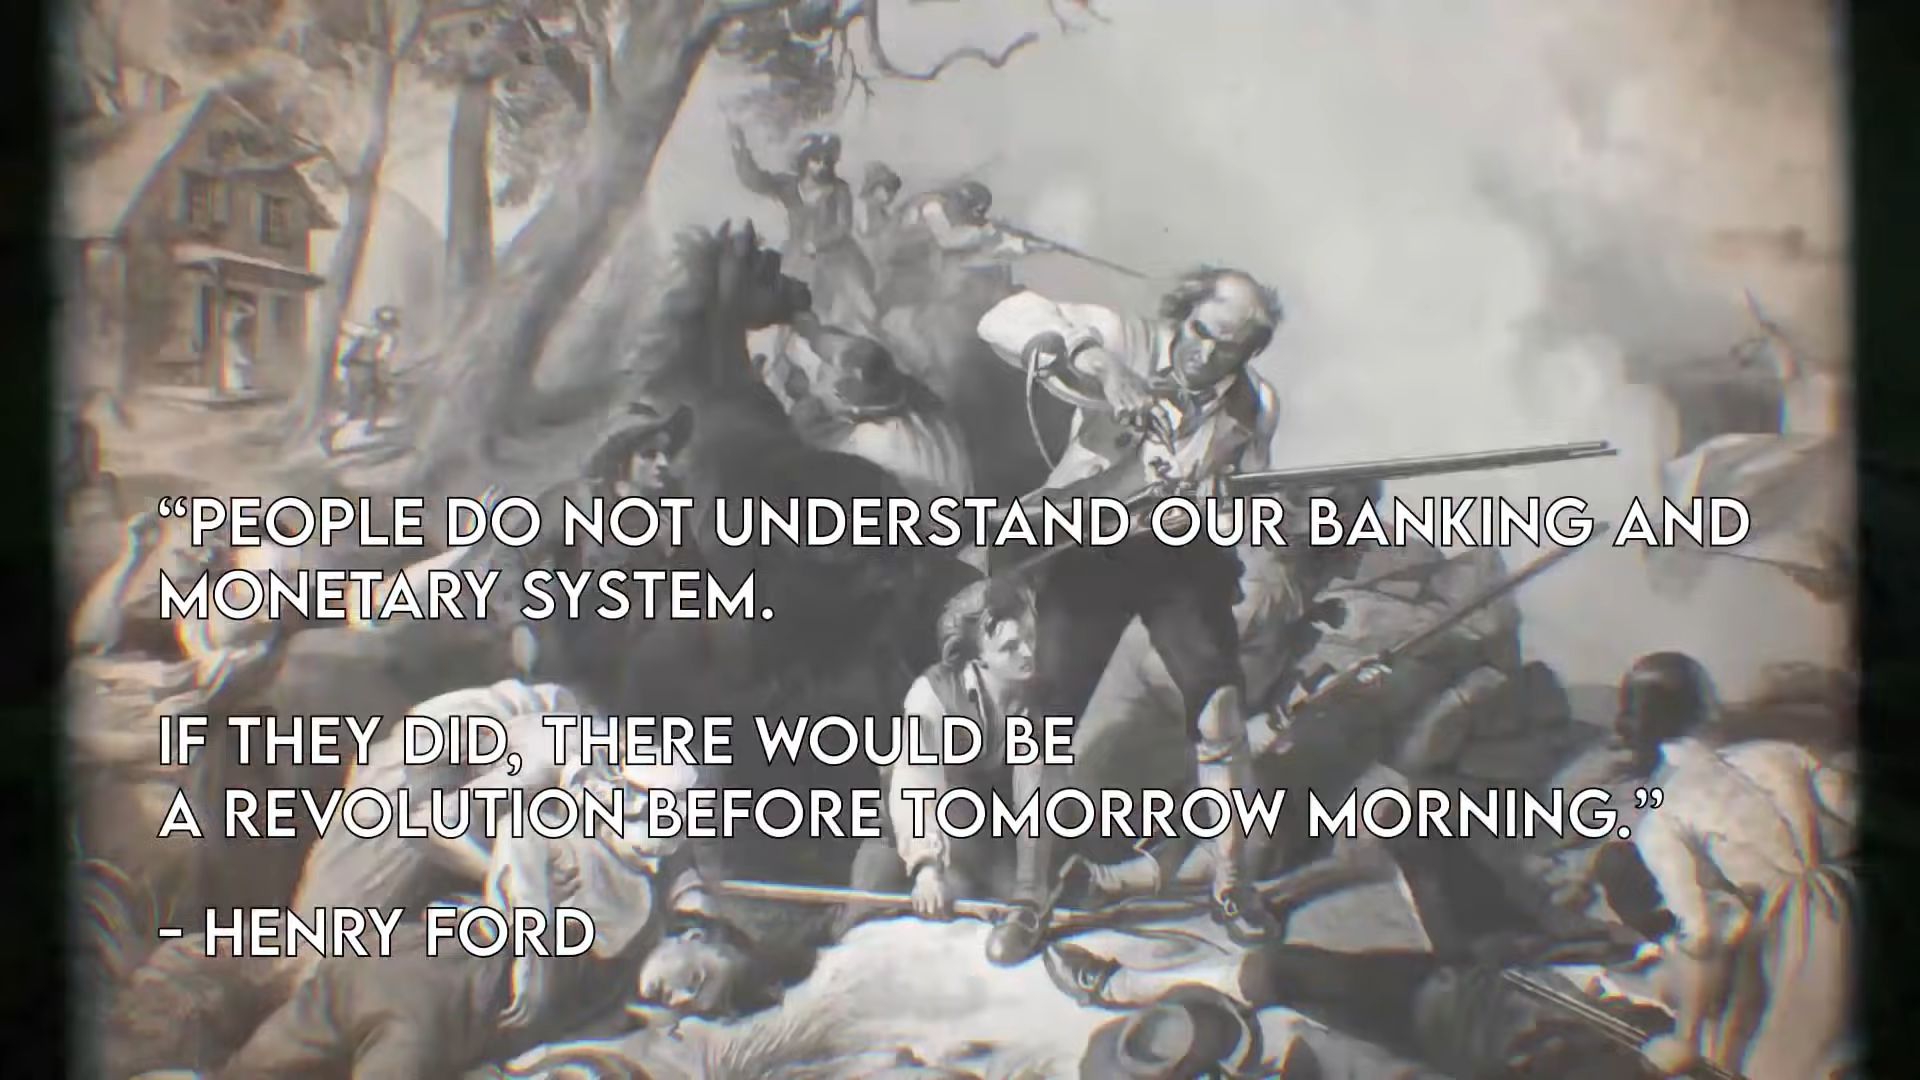 “PEOPLE DO NOT UNDERSTAND OUR BANKING AND
MONETARY SYSTEM.
IF THEY DID, THERE WOULD BE
A REVOLUTION BEFORE TOMORROW MORNING.”
- HENRY FORD